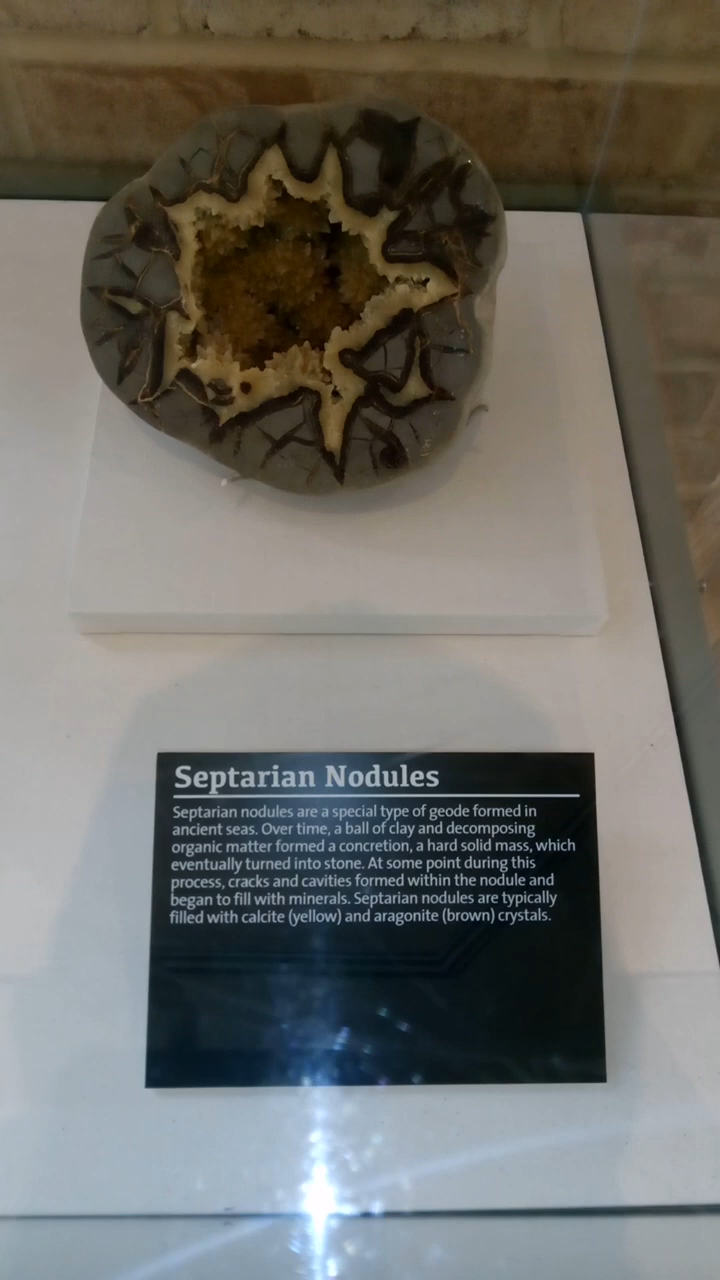 Septarian Nodules
Septarian nodules are a special type of geode formed in
ancient seas. Over time, a ball of clay and decomposing
organic matter formed a concretion, a hard solid mass, which
eventually turned into stone. At some point during this
process, cracks and cavities formed within the nodule and
began to fill with minerals. Septarian nodules are typically
filled with calcite (yellow) and aragonite (brown) crystals.